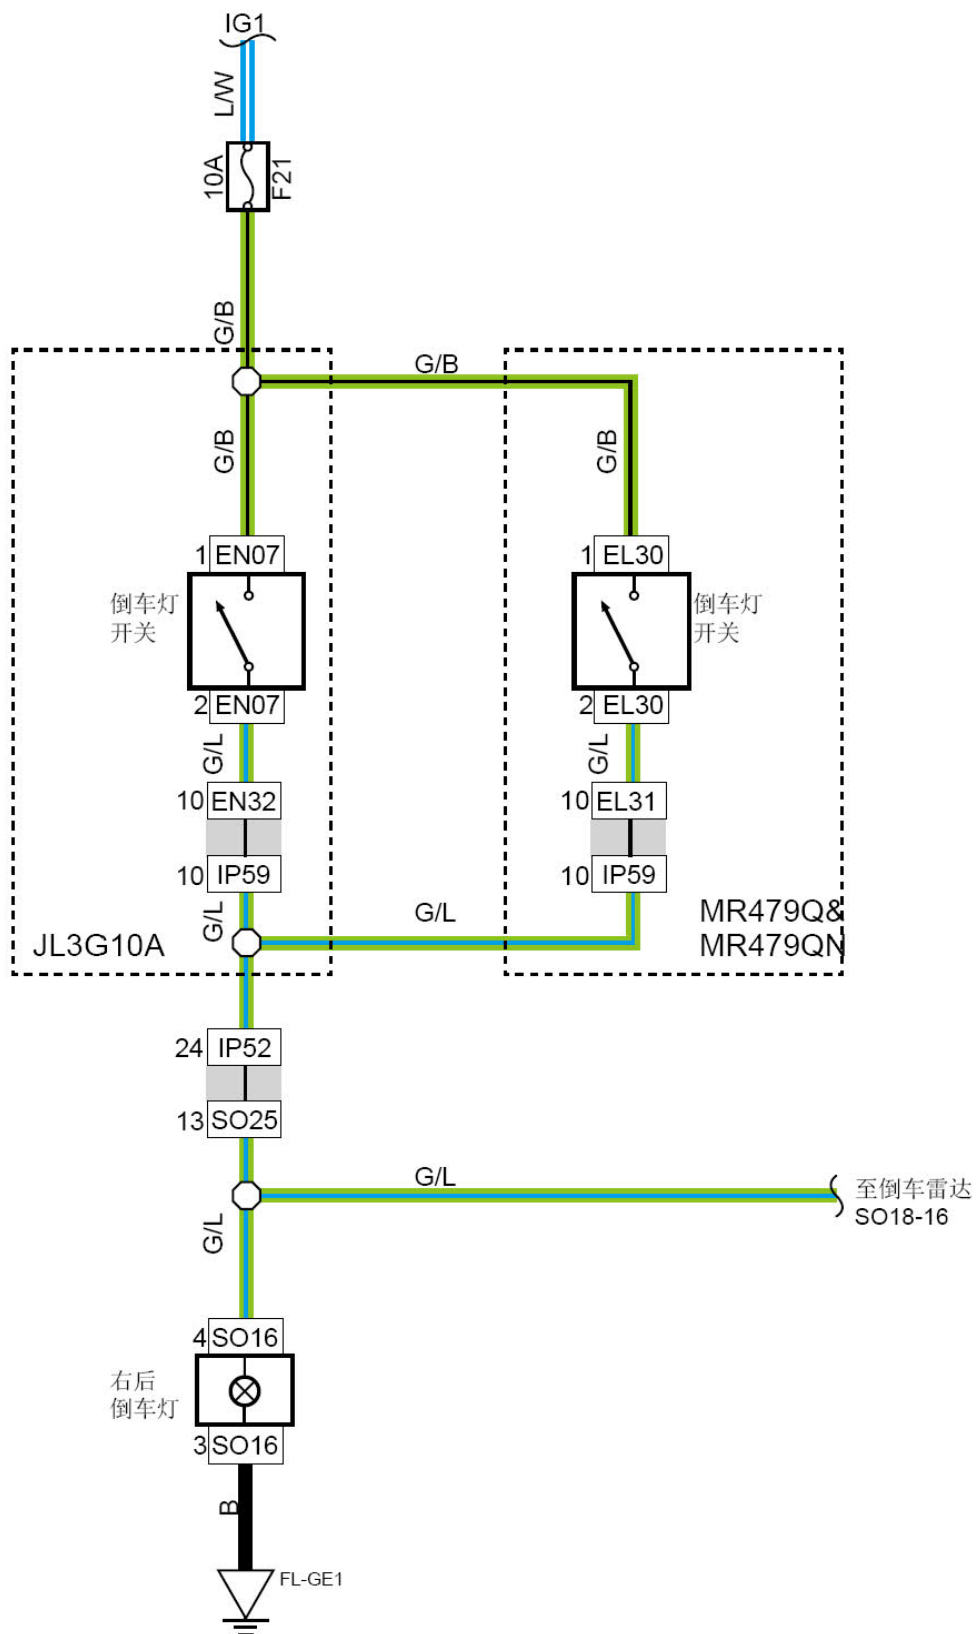 IG1
L/W
10A
F21
G/B
G/B
G/B
G/B
1 EN07
1 EL30
倒车灯
开关
倒车灯
开关
2 EN07
2 EL30
G/L
G/L
10 EN32
10 EL31
10 IP59
10 IP59
G/L
G/L
JL3G10A
MR479Q&
MR479QN
24 IP52
13 SO25
G/L
至倒车雷达
SO18-16
G/L
4 SO16
右后
倒车灯
3 SO16
B
FL-GE1